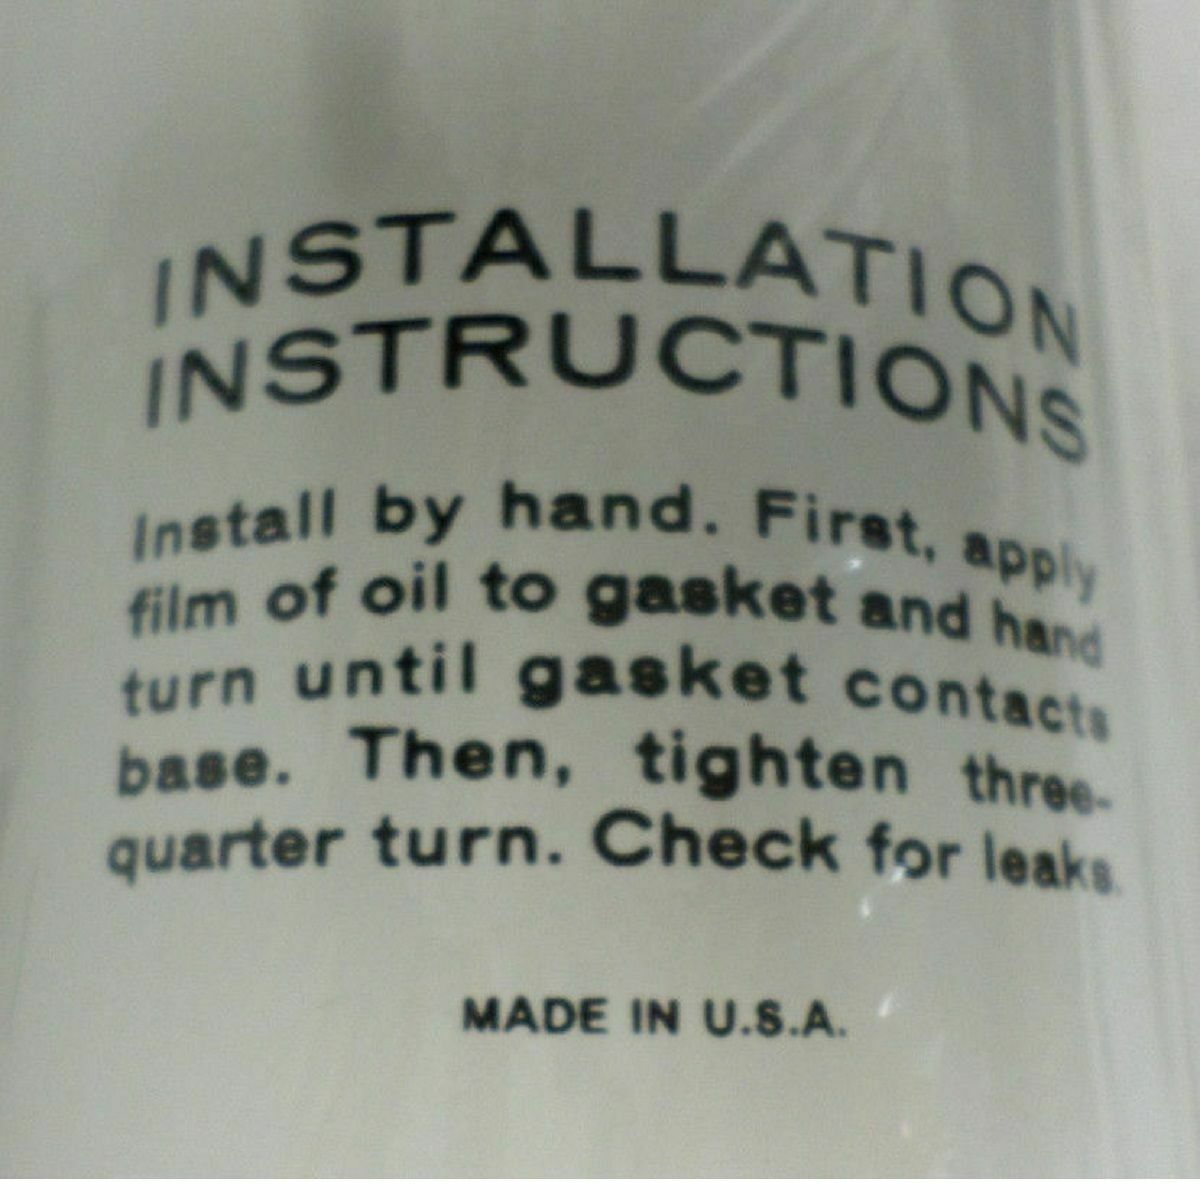 INSTALLATION
INSTRUCTIONS
Install by hand. First, apply
film of oil to gasket and hand
turn until gasket contacts
base. Then, tighten three-
quarter turn. Check for leaks.
MADE IN U.S.A.